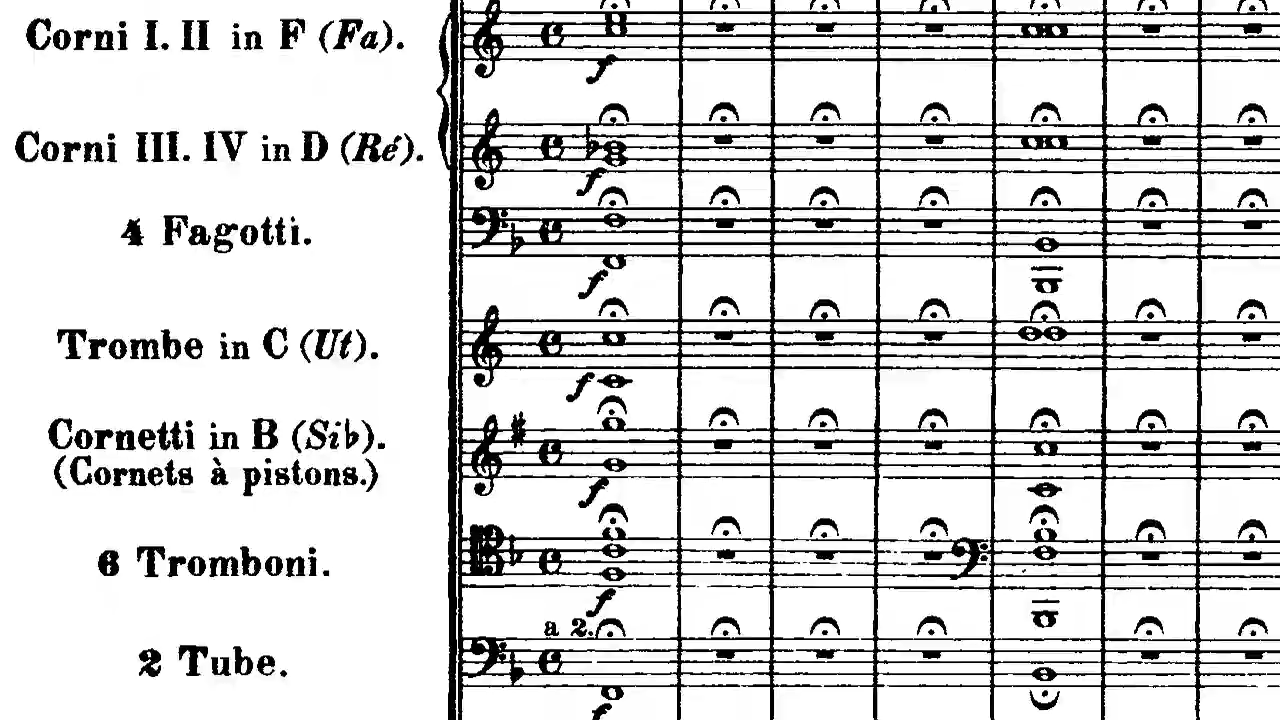 Corni I. II in F (Fa).
f
Corni III. IV in D (Ré).
f
4 Fagotti.
f
Trombe in C (Ut).
f
Cornetti in B (Si♭).
(Cornets à pistons.)
f
6 Tromboni.
f
a 2.
2 Tube.
f